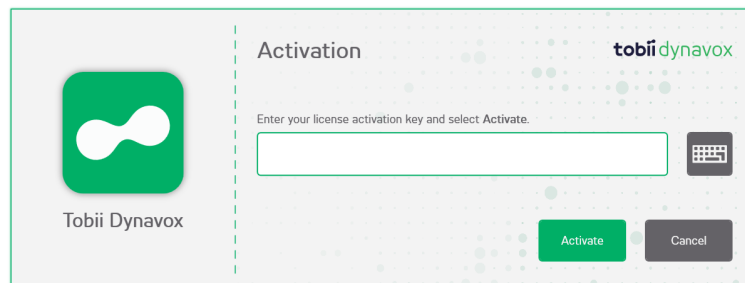 Activation
tobii dynavox
Enter your license activation key and select Activate.
Tobii Dynavox
Activate
Cancel